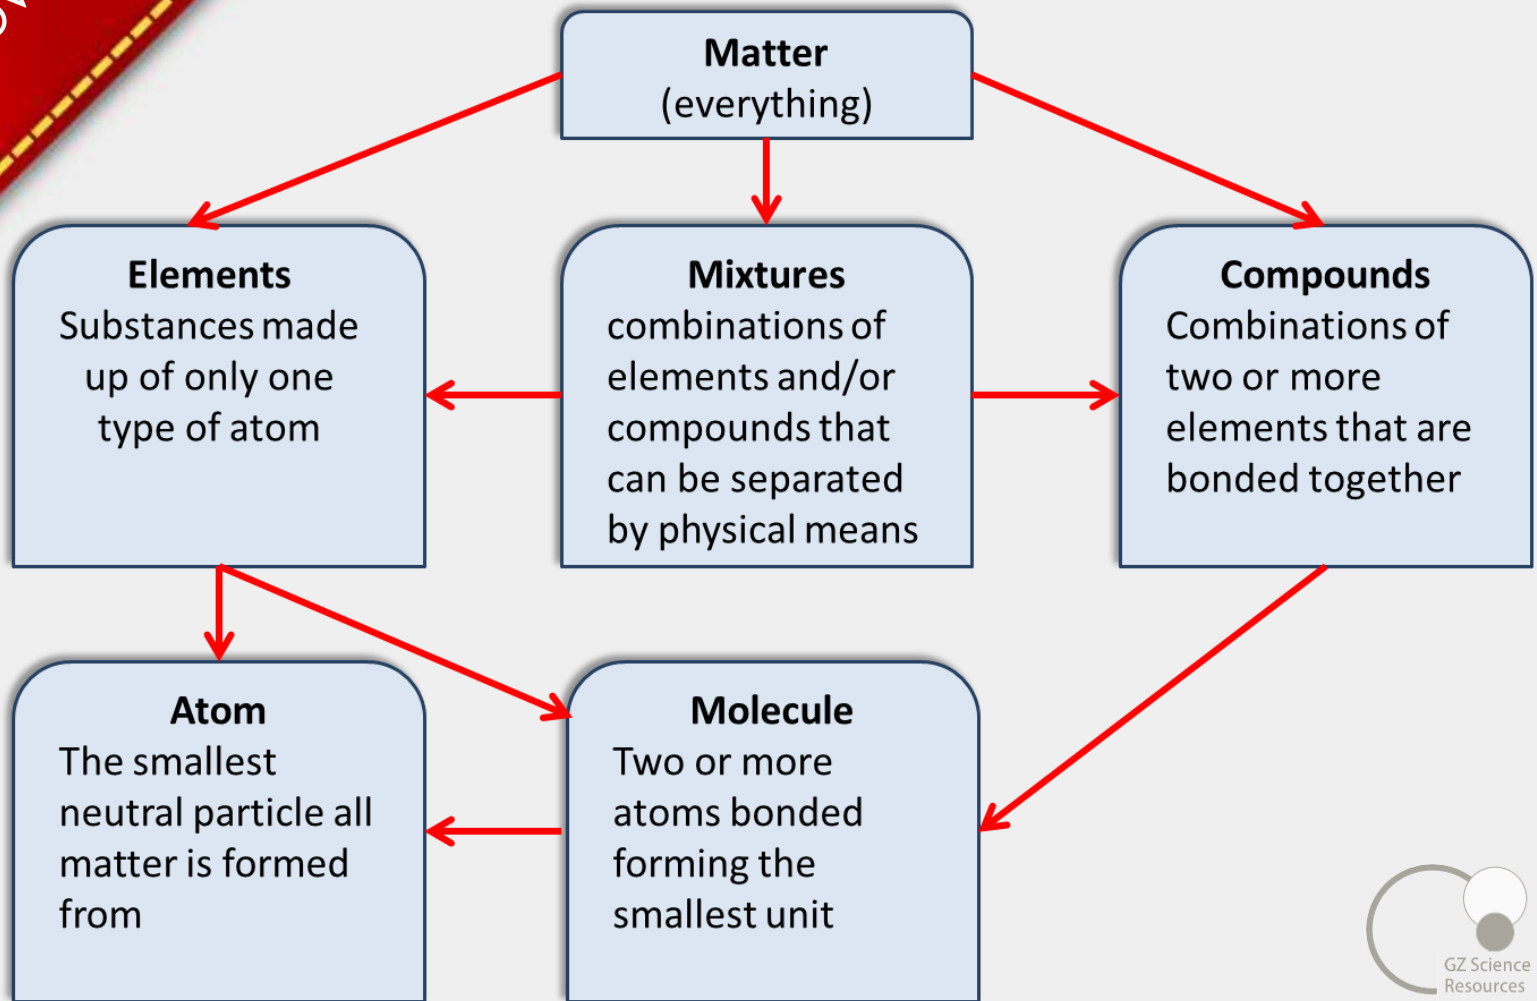 Matter
(everything)
Elements
Substances made
up of only one
type of atom
Mixtures
combinations of
elements and/or
compounds that
can be separated
by physical means
Compounds
Combinations of
two or more
elements that are
bonded together
Atom
The smallest
neutral particle all
matter is formed
from
Molecule
Two or more
atoms bonded
forming the
smallest unit
GZ Science
Resources